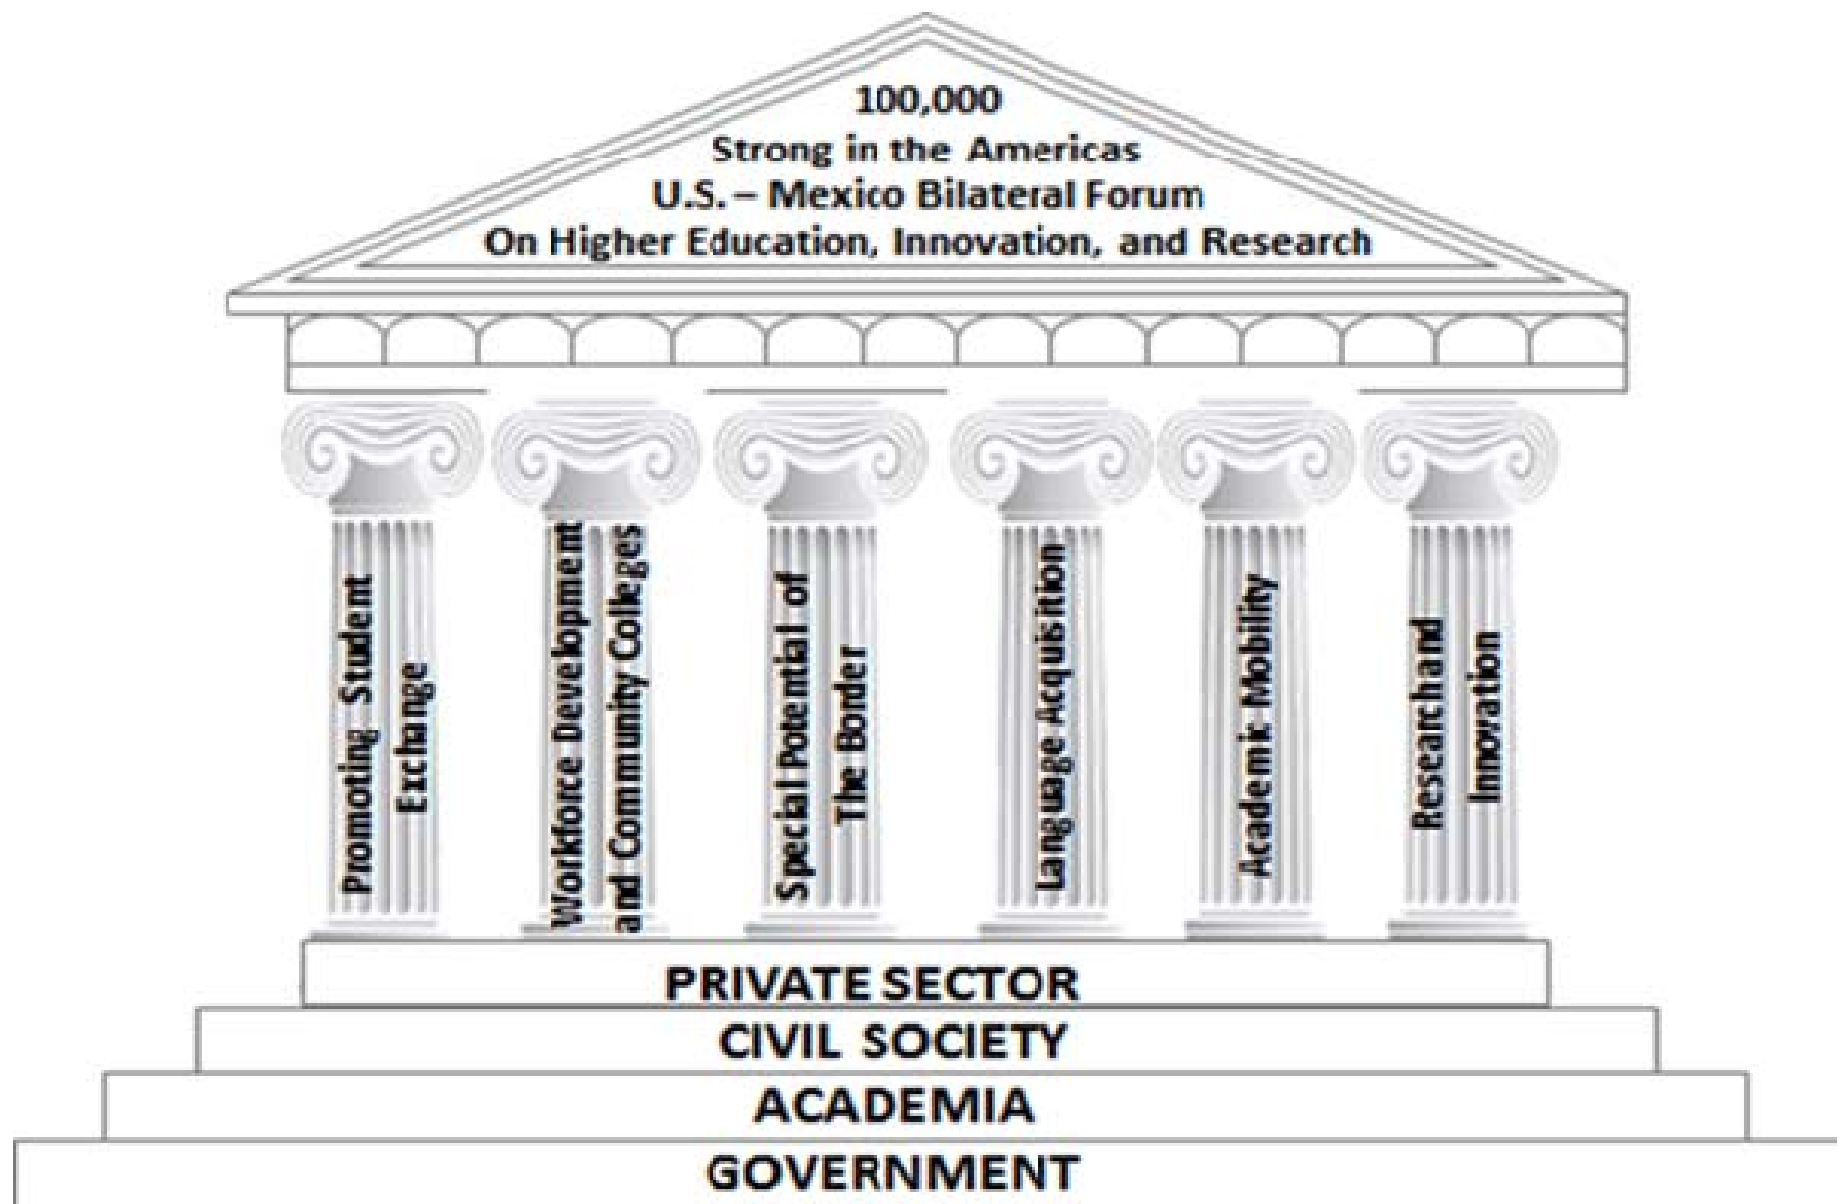 100,000
Strong in the Americas
U.S. – Mexico Bilateral Forum
On Higher Education, Innovation, and Research
Promoting Student
Exchange
Workforce Development
and Community Colleges
Special Potential of
The Border
Language Acquisition
Academic Mobility
Research and
Innovation
PRIVATE SECTOR
CIVIL SOCIETY
ACADEMIA
GOVERNMENT